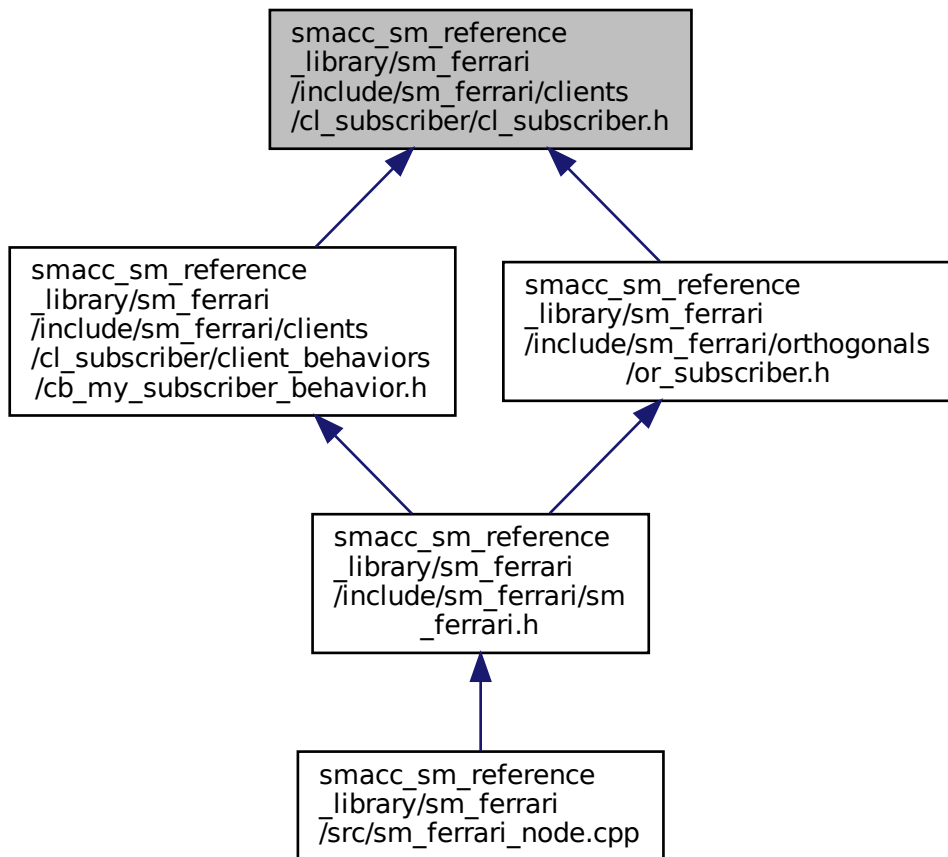 smacc_sm_reference
_library/sm_ferrari
/include/sm_ferrari/clients
/cl_subscriber/cl_subscriber.h
smacc_sm_reference
_library/sm_ferrari
/include/sm_ferrari/clients
/cl_subscriber/client_behaviors
/cb_my_subscriber_behavior.h
smacc_sm_reference
_library/sm_ferrari
/include/sm_ferrari/orthogonals
/or_subscriber.h
smacc_sm_reference
_library/sm_ferrari
/include/sm_ferrari/sm
_ferrari.h
smacc_sm_reference
_library/sm_ferrari
/src/sm_ferrari_node.cpp